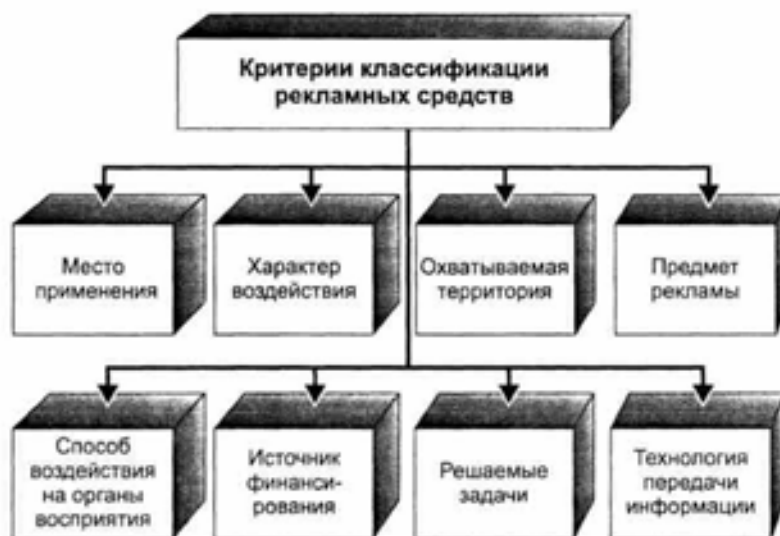 Критерии классификации
рекламных средств
Место
применения
Характер
воздействия
Охватываемая
территория
Предмет
рекламы
Способ
воздействия
на органы
восприятия
Источник
финанси-
рования
Решаемые
задачи
Технология
передачи
информации